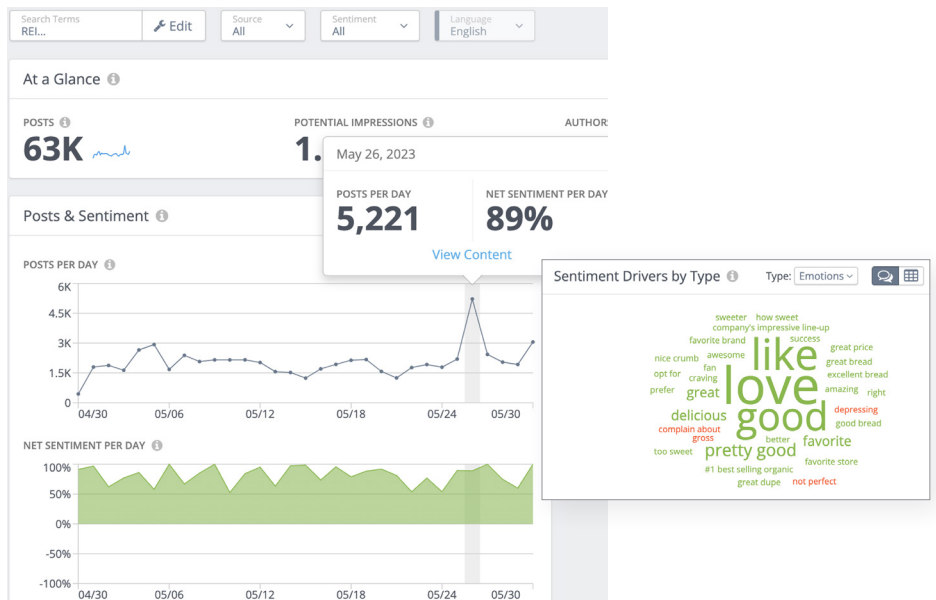 Search Terms
REI...
Edit
Source
All
Sentiment
All
Language
English
At a Glance
POSTS
63K
POTENTIAL IMPRESSIONS
1.
AUTHOR
May 26, 2023
POSTS PER DAY
5,221
NET SENTIMENT PER DAY
89%
View Content
Posts & Sentiment
POSTS PER DAY
6K
4.5K
3K
1.5K
0
04/30 05/06 05/12 05/18 05/24 05/30
NET SENTIMENT PER DAY
100%
50%
0%
-50%
-100%
04/30 05/06 05/12 05/18 05/24 05/30
Sentiment Drivers by Type
Type: Emotions
sweeter how sweet
company's impressive line-up
favorite brand success
like
great price
nice crumb awesome
great bread
opt for fan
craving
excellent bread
love
prefer great
amazing right
delicious
good
depressing
good bread
complain about
gross
better favorite
too sweet pretty good
favorite store
#1 best selling organic
great dupe not perfect